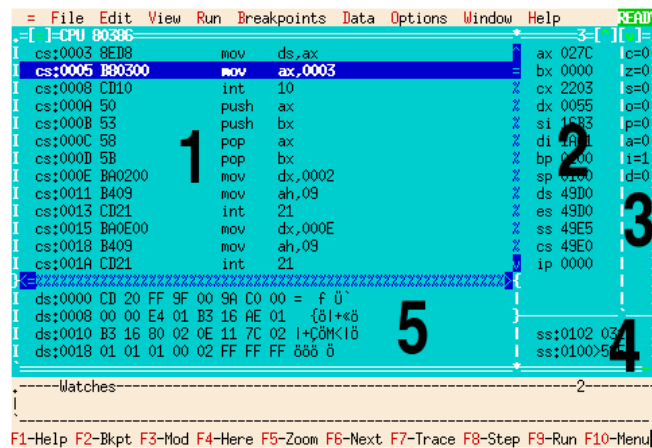 = File Edit View Run Breakpoints Data Options Window Help READY
[ ]=CPU 80386 3=[ ][ ]=
cs:0003 8ED8 mov ds,ax ax 027C c=0
cs:0005 B80300 mov ax,0003 bx 0000 z=0
cs:0008 CD10 int 10 cx 2203 s=0
cs:000A 50 push ax dx 0055 o=0
cs:000B 53 push bx si 16B3 p=0
cs:000C 58 pop ax di a=0
cs:000D 5B pop bx bp i=1
cs:000E BA0200 mov dx,0002 sp 0100 d=0
cs:0011 B409 mov ah,09 ds 49D0
cs:0013 CD21 int 21 es 49D0
cs:0015 BA0E00 mov dx,000E ss 49E5
cs:0018 B409 mov ah,09 cs 49E0
cs:001A CD21 int 21 ip 0000
1
2
3
ds:0000 CD 20 FF 9F 00 9A C0 00 = f Ü`
ds:0008 00 00 E4 01 B3 16 AE 01 {öl+«ö
ds:0010 B3 16 80 02 0E 11 7C 02 l+ÇöM<lö ss:0102
ds:0018 01 01 01 00 02 FF FF FF ööö ö ss:0100>
5
4
Watches 2
F1-Help F2-Bkpt F3-Mod F4-Here F5-Zoom F6-Next F7-Trace F8-Step F9-Run F10-Menu